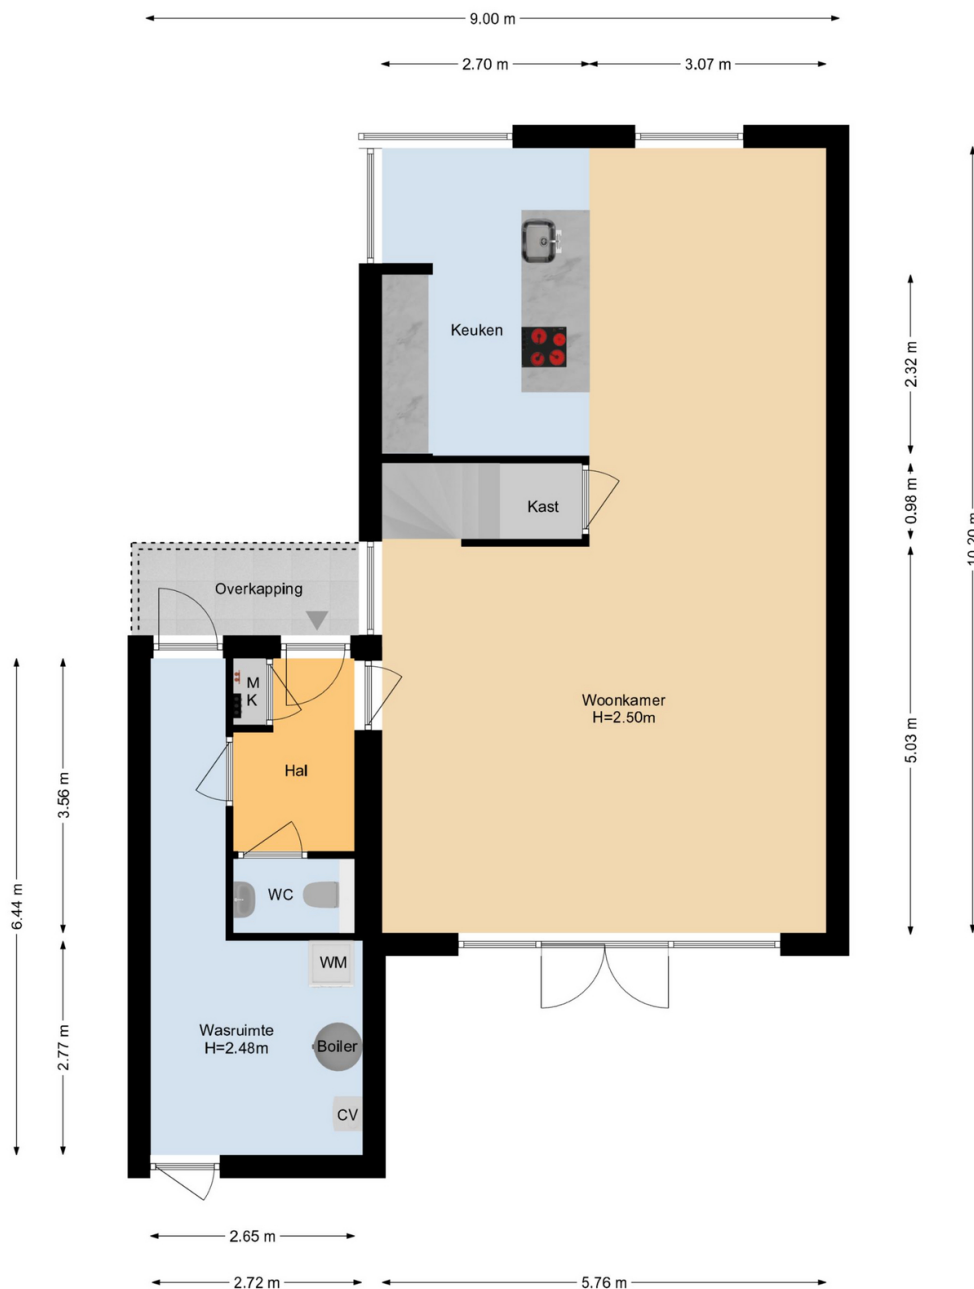 9.00 m
2.70 m
3.07 m
Keuken
2.32 m
Kast
0.98 m
10.20 m
Overkapping
M
K
Woonkamer
H=2.50m
Hal
5.03 m
3.56 m
WC
6.44 m
WM
Wasruimte
H=2.48m
Boiler
2.77 m
CV
2.65 m
2.72 m
5.76 m